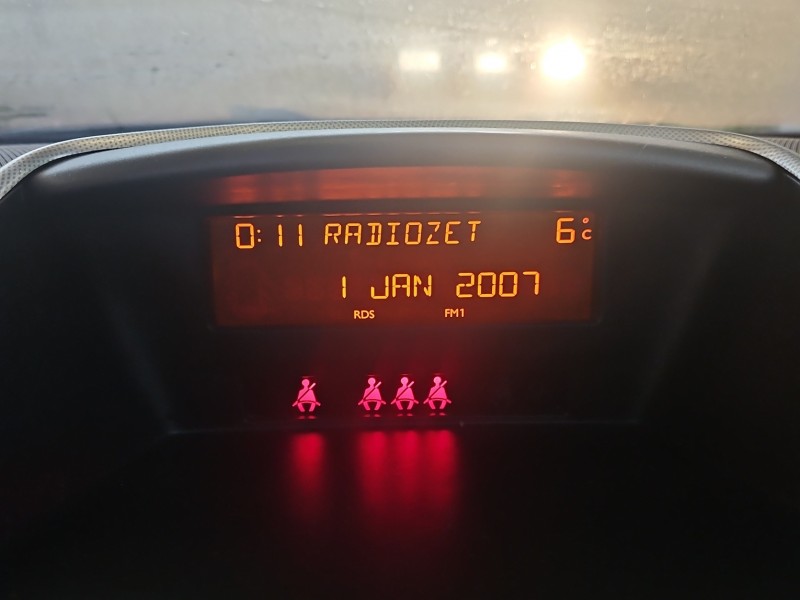 0:11 RADIOZET 6°C
1 JAN 2007
RDS FM1